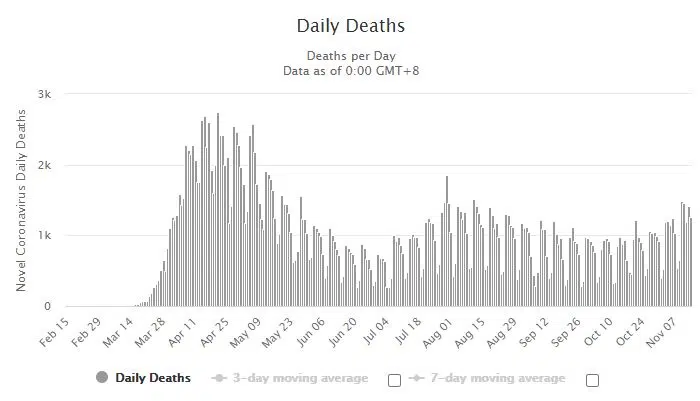 Daily Deaths
Deaths per Day
Data as of 0:00 GMT+8
Novel Coronavirus Daily Deaths
3k
2k
1k
0
Feb 15
Feb 29
Mar 14
Mar 28
Apr 11
Apr 25
May 09
May 23
Jun 06
Jun 20
Jul 04
Jul 18
Aug 01
Aug 15
Aug 29
Sep 12
Sep 26
Oct 10
Oct 24
Nov 07
Daily Deaths
3-day moving average
7-day moving average